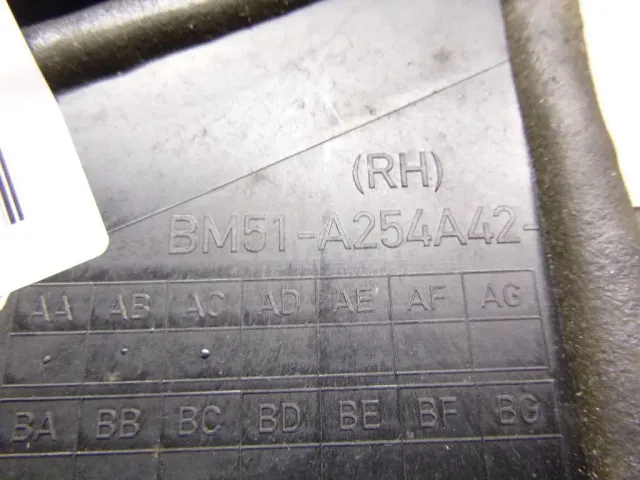 (RH)
BM51-A254A42-
AA AB AC AD AE AF AG
BA BB BC BD BE BF BG